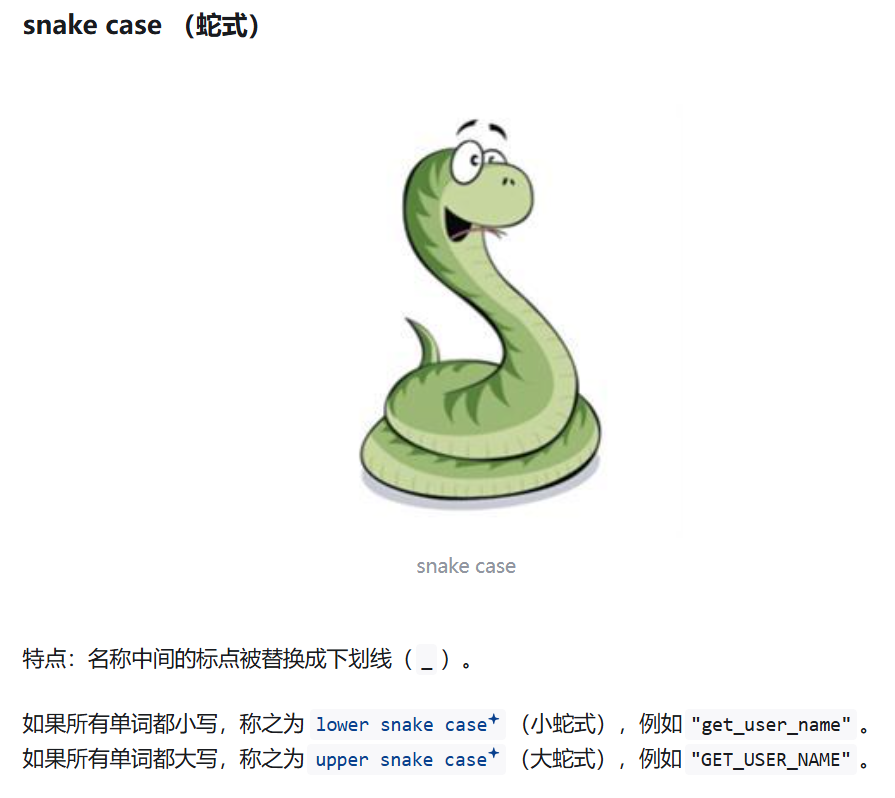 snake case （蛇式）
snake case
特点：名称中间的标点被替换成下划线（ _ ）。
如果所有单词都小写，称之为 lower snake case（小蛇式），例如 "get_user_name" 。
如果所有单词都大写，称之为 upper snake case（大蛇式），例如 "GET_USER_NAME" 。